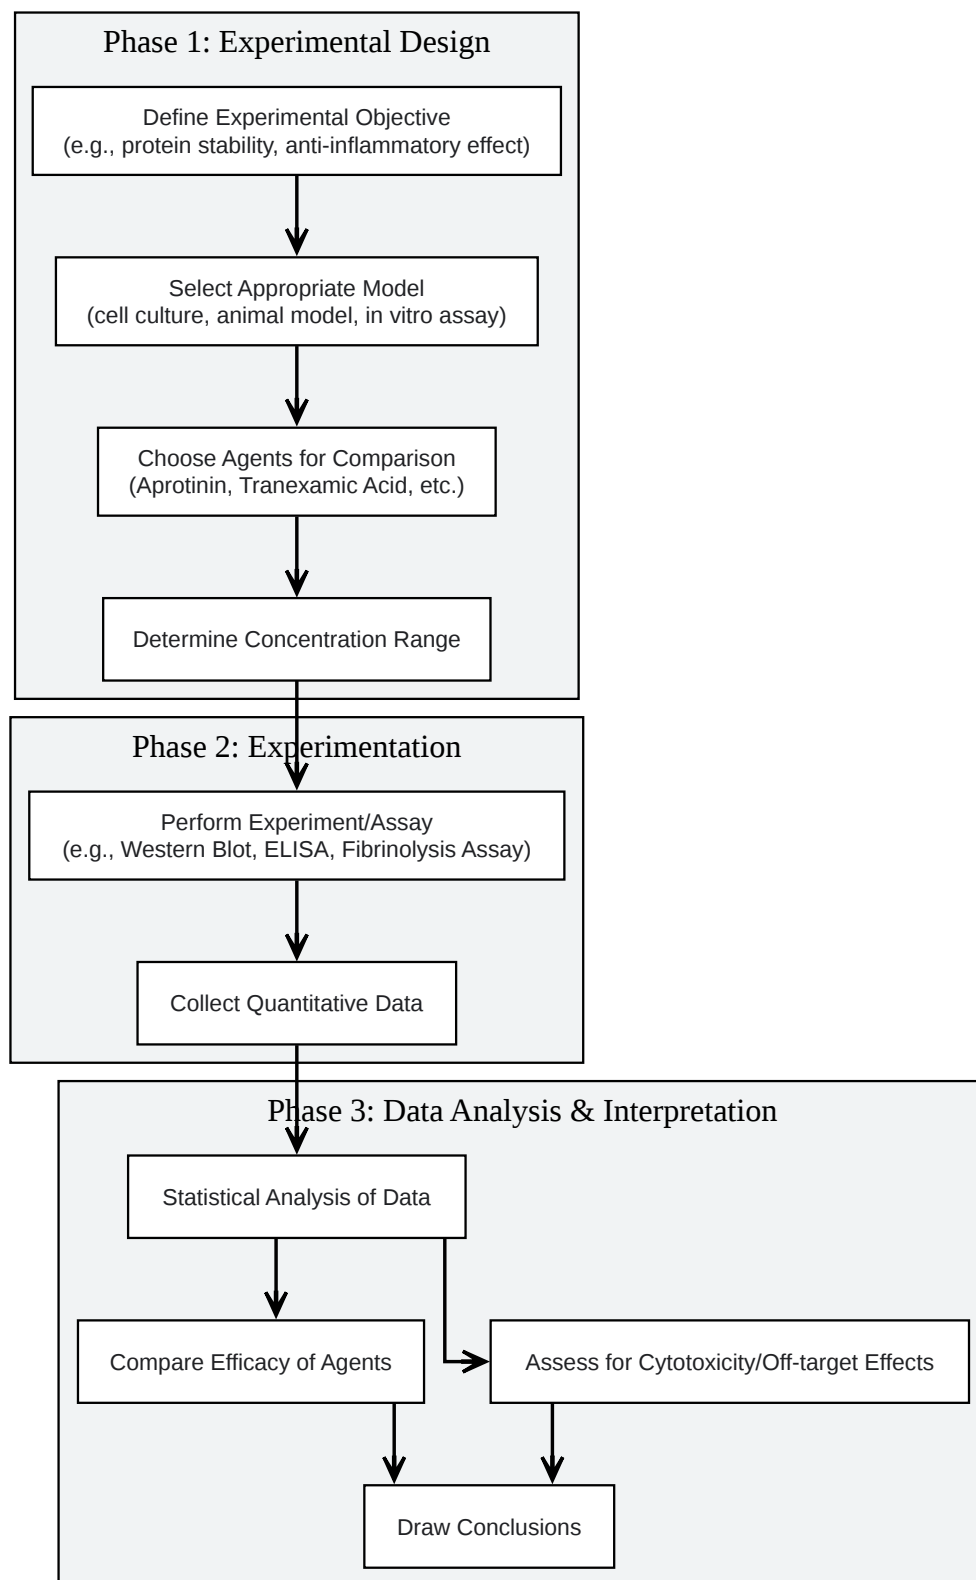 Phase 1: Experimental Design
Define Experimental Objective
(e.g., protein stability, anti-inflammatory effect)
Select Appropriate Model
(cell culture, animal model, in vitro assay)
Choose Agents for Comparison
(Aprotinin, Tranexamic Acid, etc.)
Determine Concentration Range
Phase 2: Experimentation
Perform Experiment/Assay
(e.g., Western Blot, ELISA, Fibrinolysis Assay)
Collect Quantitative Data
Phase 3: Data Analysis & Interpretation
Statistical Analysis of Data
Compare Efficacy of Agents
Assess for Cytotoxicity/Off-target Effects
Draw Conclusions